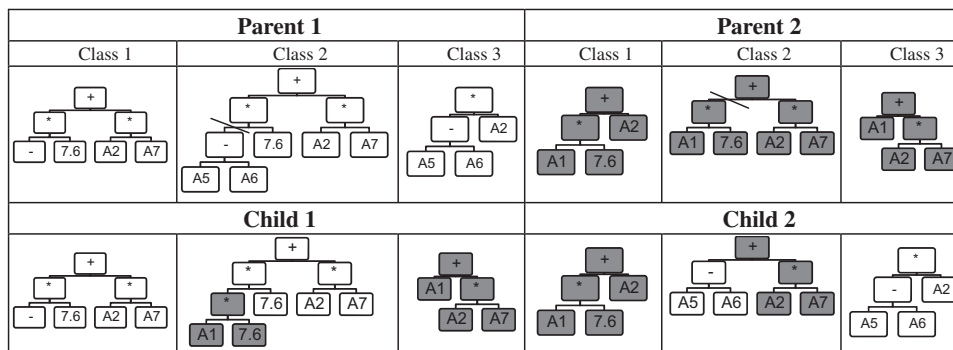 Parent 1 Parent 2
Class 1 Class 2 Class 3 Class 1 Class 2 Class 3
+
* *
- 7.6 A2 A7
+
* *
- 7.6 A2 A7
A5 A6
*
- A2
A5 A6
+
* A2
A1 7.6
+
* *
A1 7.6 A2 A7
+
A1 *
A2 A7
Child 1 Child 2
+
* *
- 7.6 A2 A7
+
* *
* 7.6 A2 A7
A1 7.6
+
A1 *
A2 A7
+
* A2
A1 7.6
+
- *
A5 A6 A2 A7
*
- A2
A5 A6